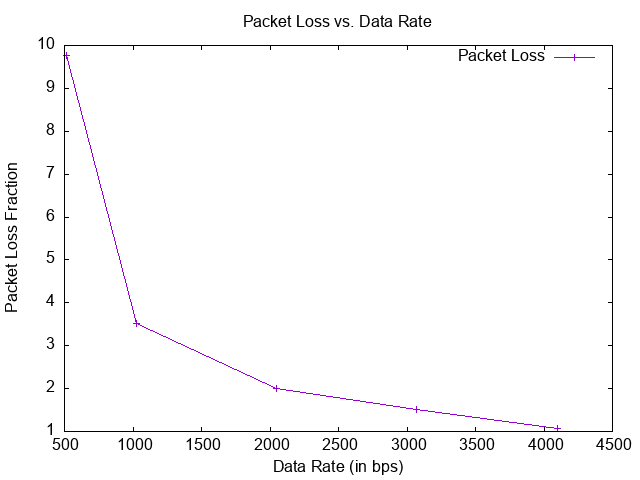 Packet Loss vs. Data Rate
Packet Loss
10
9
8
7
6
5
4
3
2
1
Packet Loss Fraction
500 1000 1500 2000 2500 3000 3500 4000 4500
Data Rate (in bps)